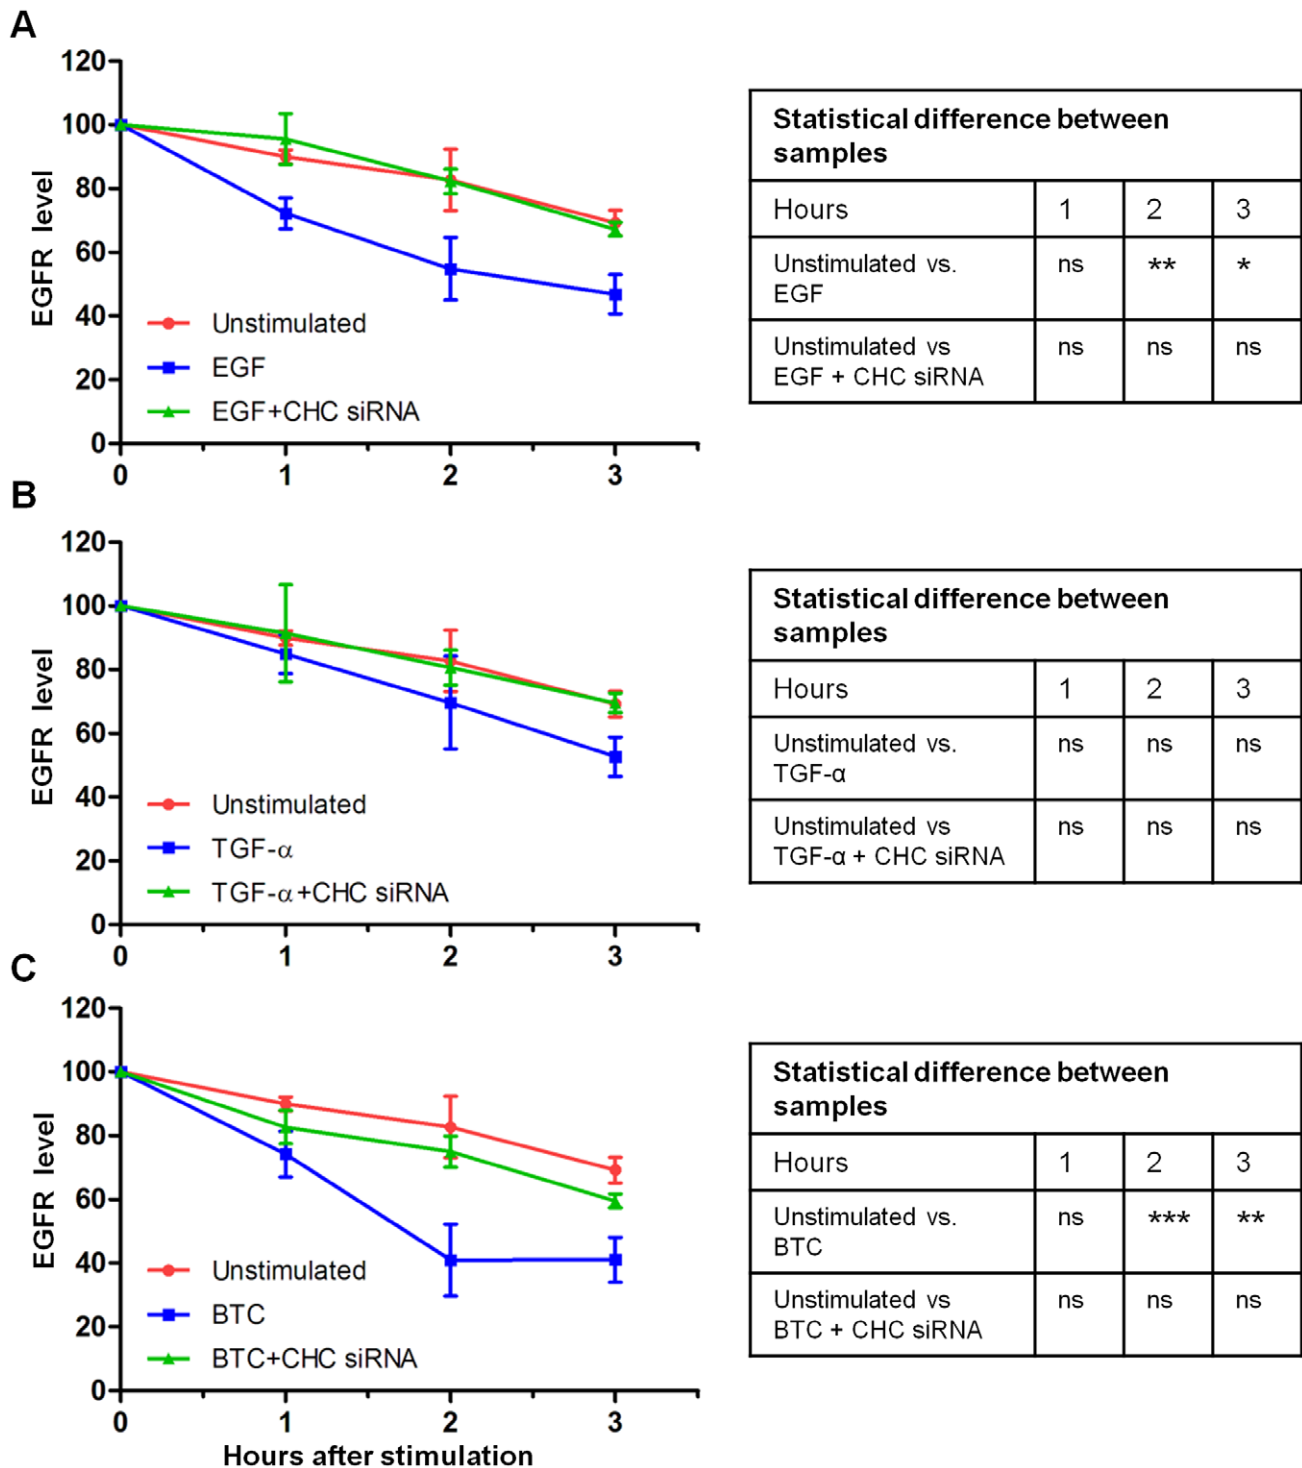 A
120
100
80
60
40
20
0
EGFR level
Unstimulated
EGF
EGF+CHC siRNA
0 1 2 3
Statistical difference between
samples
Hours 1 2 3
Unstimulated vs. ns ** *
EGF
Unstimulated vs ns ns ns
EGF + CHC siRNA
B
120
100
80
60
40
20
0
EGFR level
Unstimulated
TGF-α
TGF-α+CHC siRNA
0 1 2 3
Statistical difference between
samples
Hours 1 2 3
Unstimulated vs. ns ns ns
TGF-α
Unstimulated vs ns ns ns
TGF-α + CHC siRNA
C
120
100
80
60
40
20
0
EGFR level
Unstimulated
BTC
BTC+CHC siRNA
0 1 2 3
Hours after stimulation
Statistical difference between
samples
Hours 1 2 3
Unstimulated vs. ns *** **
BTC
Unstimulated vs ns ns ns
BTC + CHC siRNA